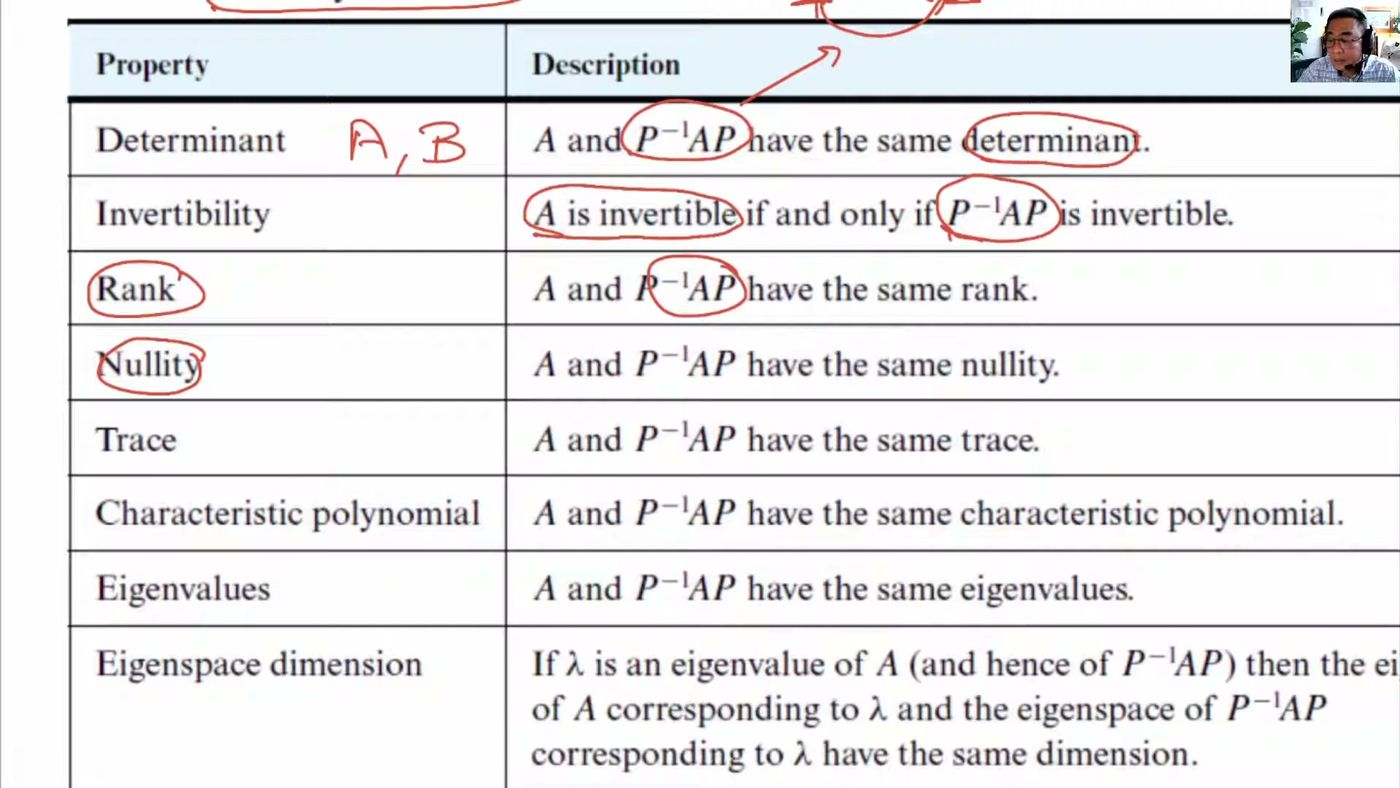 Property Description
Determinant A, B A and P⁻¹AP have the same determinant.
Invertibility A is invertible if and only if P⁻¹AP is invertible.
Rank A and P⁻¹AP have the same rank.
Nullity A and P⁻¹AP have the same nullity.
Trace A and P⁻¹AP have the same trace.
Characteristic polynomial A and P⁻¹AP have the same characteristic polynomial.
Eigenvalues A and P⁻¹AP have the same eigenvalues.
Eigenspace dimension If λ is an eigenvalue of A (and hence of P⁻¹AP) then the ei
of A corresponding to λ and the eigenspace of P⁻¹AP
corresponding to λ have the same dimension.